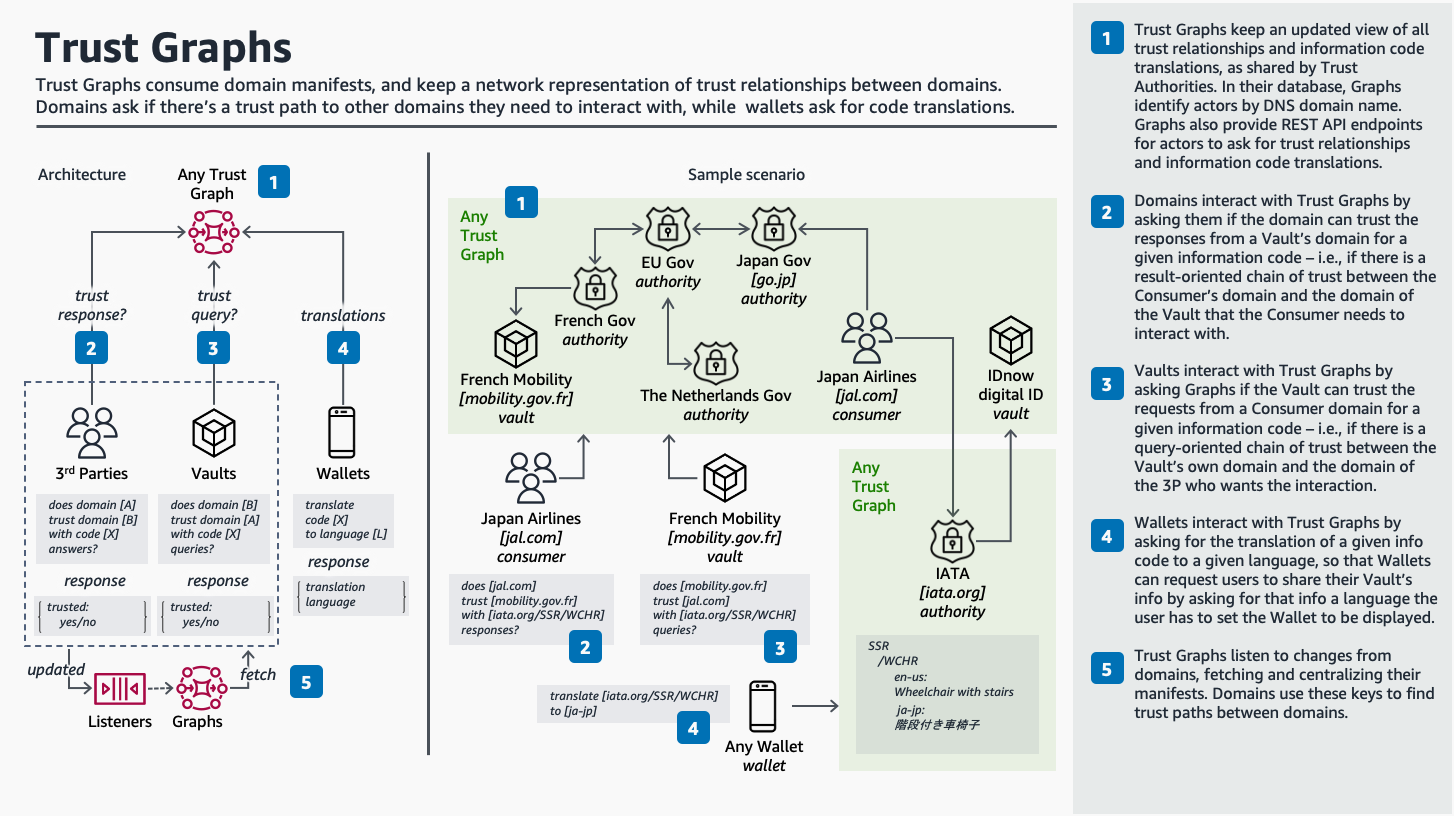 Trust Graphs
Trust Graphs consume domain manifests, and keep a network representation of trust relationships between domains.
Domains ask if there's a trust path to other domains they need to interact with, while wallets ask for code translations.
Architecture
Any Trust
Graph
1
trust
response?
trust
query?
translations
2
3
4
3rd Parties
Vaults
Wallets
does domain [A]
trust domain [B]
with code [X]
answers?
does domain [B]
trust domain [A]
with code [X]
queries?
translate
code [X]
to language [L]
response
response
response
trusted:
yes/no
trusted:
yes/no
translation
language
updated
fetch
5
Listeners
Graphs
Sample scenario
1
Any
Trust
Graph
EU Gov
authority
Japan Gov
[go.jp]
authority
French Gov
authority
French Mobility
[mobility.gov.fr]
vault
The Netherlands Gov
authority
Japan Airlines
[jal.com]
consumer
IDnow
digital ID
vault
Japan Airlines
[jal.com]
consumer
French Mobility
[mobility.gov.fr]
vault
does [jal.com]
trust [mobility.gov.fr]
with [iata.org/SSR/WCHR]
responses?
2
does [mobility.gov.fr]
trust [jal.com]
with [iata.org/SSR/WCHR]
queries?
3
translate [iata.org/SSR/WCHR]
to [ja-jp]
4
Any Wallet
wallet
Any
Trust
Graph
IATA
[iata.org]
authority
SSR
/WCHR
en-us:
Wheelchair with stairs
ja-jp:
階段付き車椅子
1
Trust Graphs keep an updated view of all
trust relationships and information code
translations, as shared by Trust
Authorities. In their database, Graphs
identify actors by DNS domain name.
Graphs also provide REST API endpoints
for actors to ask for trust relationships
and information code translations.
2
Domains interact with Trust Graphs by
asking them if the domain can trust the
responses from a Vault's domain for a
given information code – i.e., if there is a
result-oriented chain of trust between the
Consumer's domain and the domain of
the Vault that the Consumer needs to
interact with.
3
Vaults interact with Trust Graphs by
asking Graphs if the Vault can trust the
requests from a Consumer domain for a
given information code – i.e., if there is a
query-oriented chain of trust between the
Vault's own domain and the domain of
the 3P who wants the interaction.
4
Wallets interact with Trust Graphs by
asking for the translation of a given info
code to a given language, so that Wallets
can request users to share their Vault's
info by asking for that info a language the
user has to set the Wallet to be displayed.
5
Trust Graphs listen to changes from
domains, fetching and centralizing their
manifests. Domains use these keys to find
trust paths between domains.